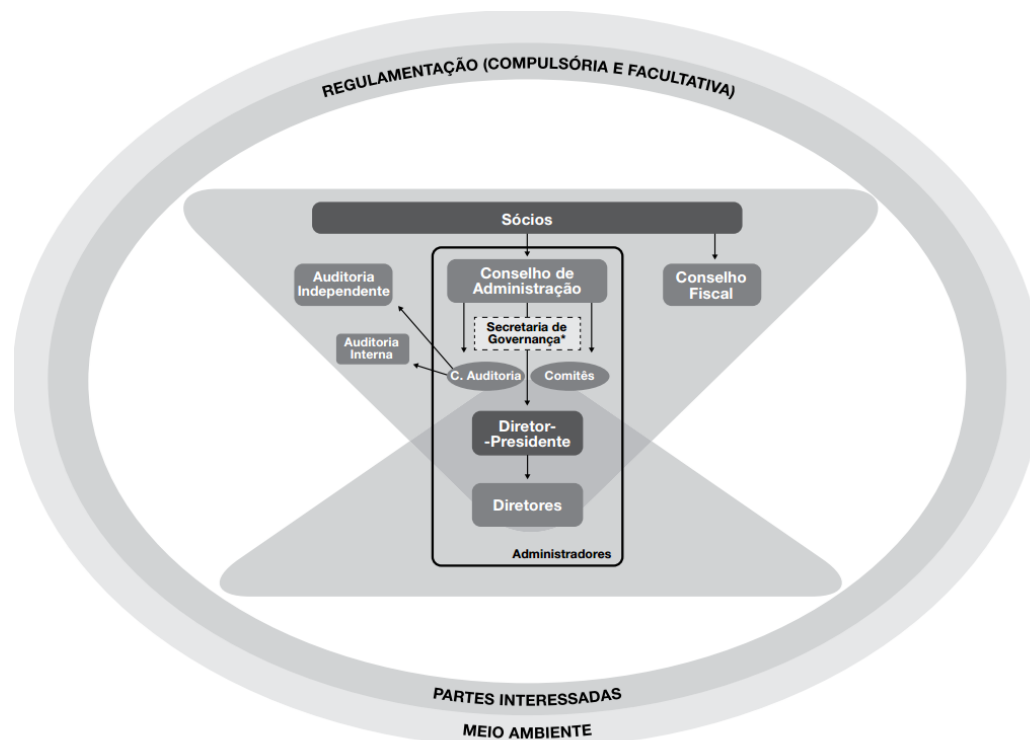 REGULAMENTAÇÃO (COMPULSÓRIA E FACULTATIVA)
Sócios
Auditoria
Independente
Conselho de
Administração
Conselho
Fiscal
Secretaria de
Governança*
Auditoria
Interna
C. Auditoria
Comitês
Diretor-
-Presidente
Diretores
Administradores
PARTES INTERESSADAS
MEIO AMBIENTE